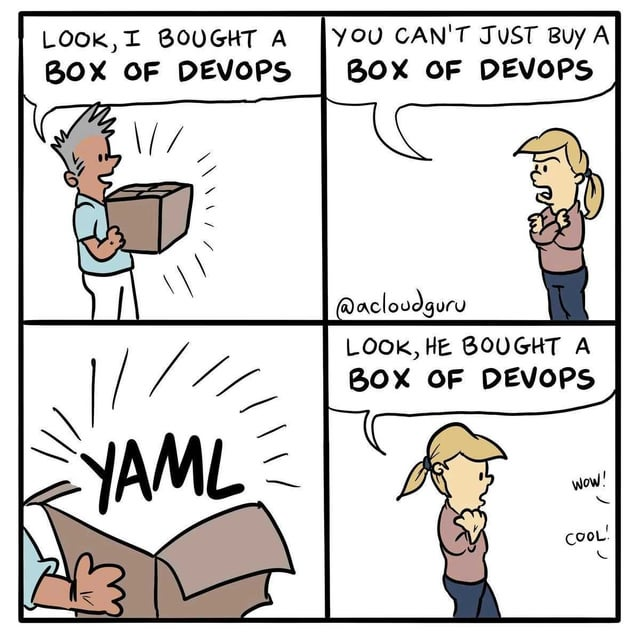 LOOK, I BOUGHT A
BOX OF DEVOPS
YOU CAN'T JUST BUY A
BOX OF DEVOPS
@acloudguru
YAML
LOOK, HE BOUGHT A
BOX OF DEVOPS
WOW!
COOL!